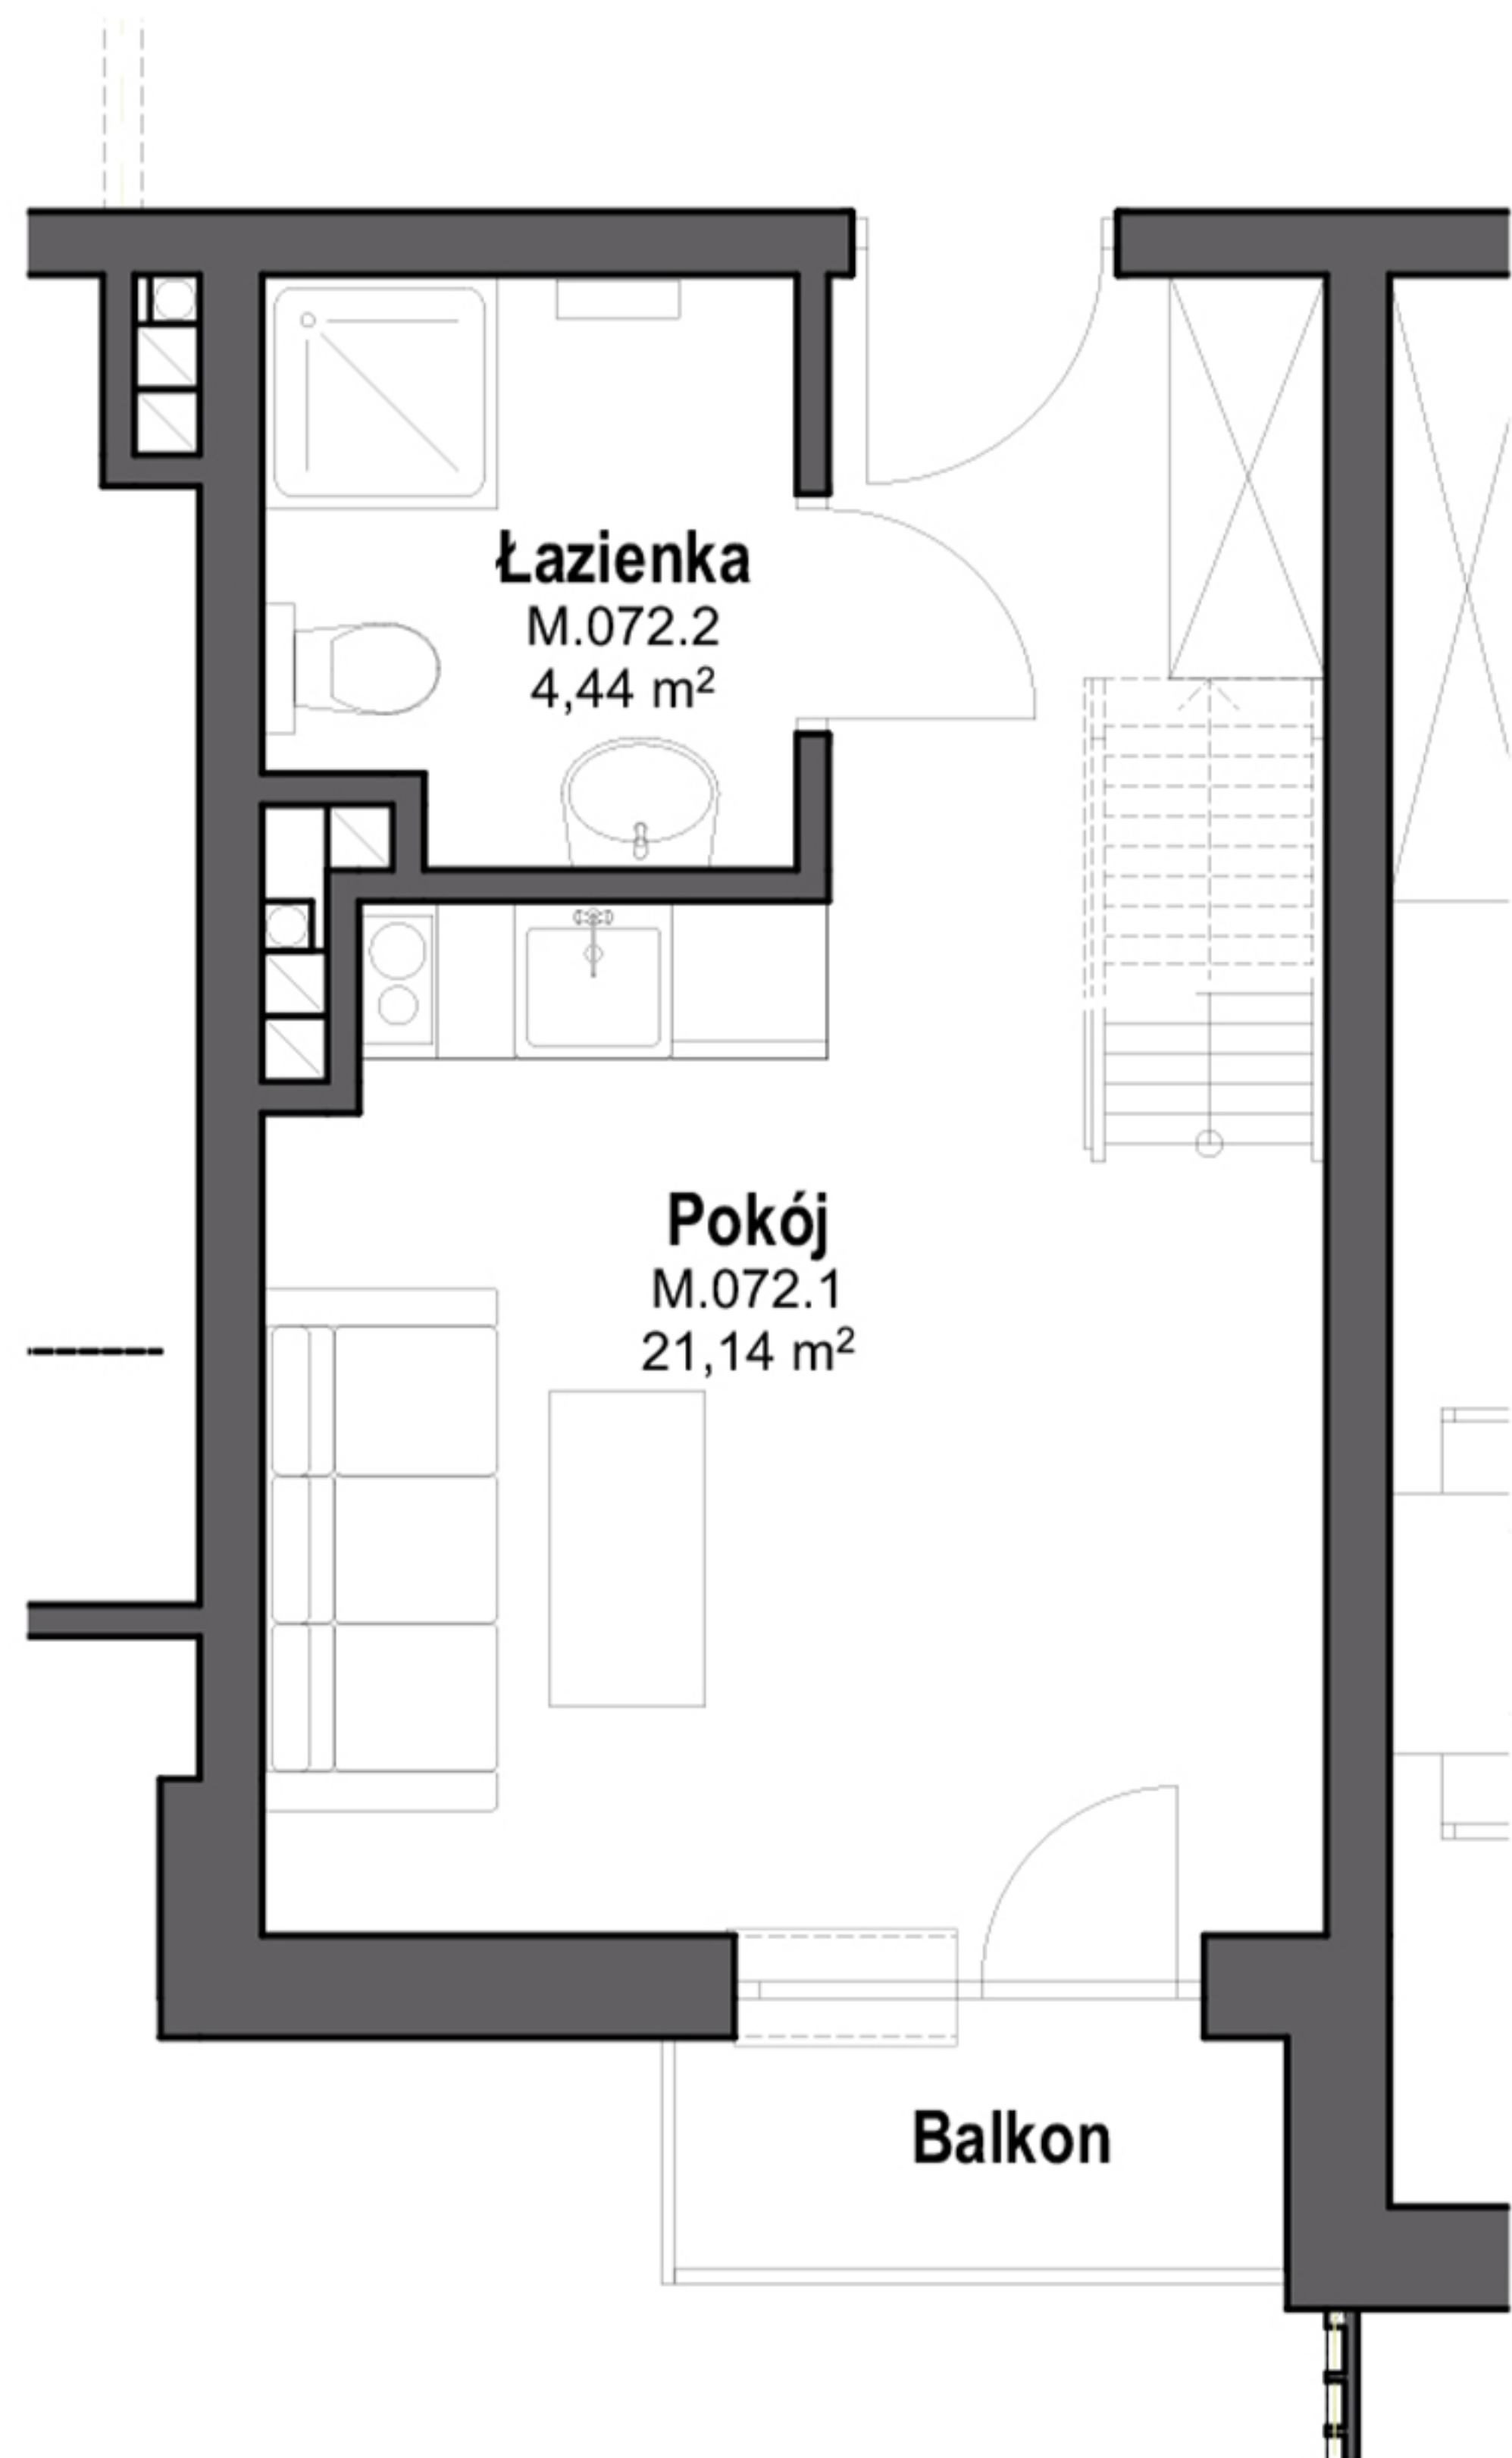 Łazienka
M.072.2
4,44 m²
Pokój
M.072.1
21,14 m²
Balkon